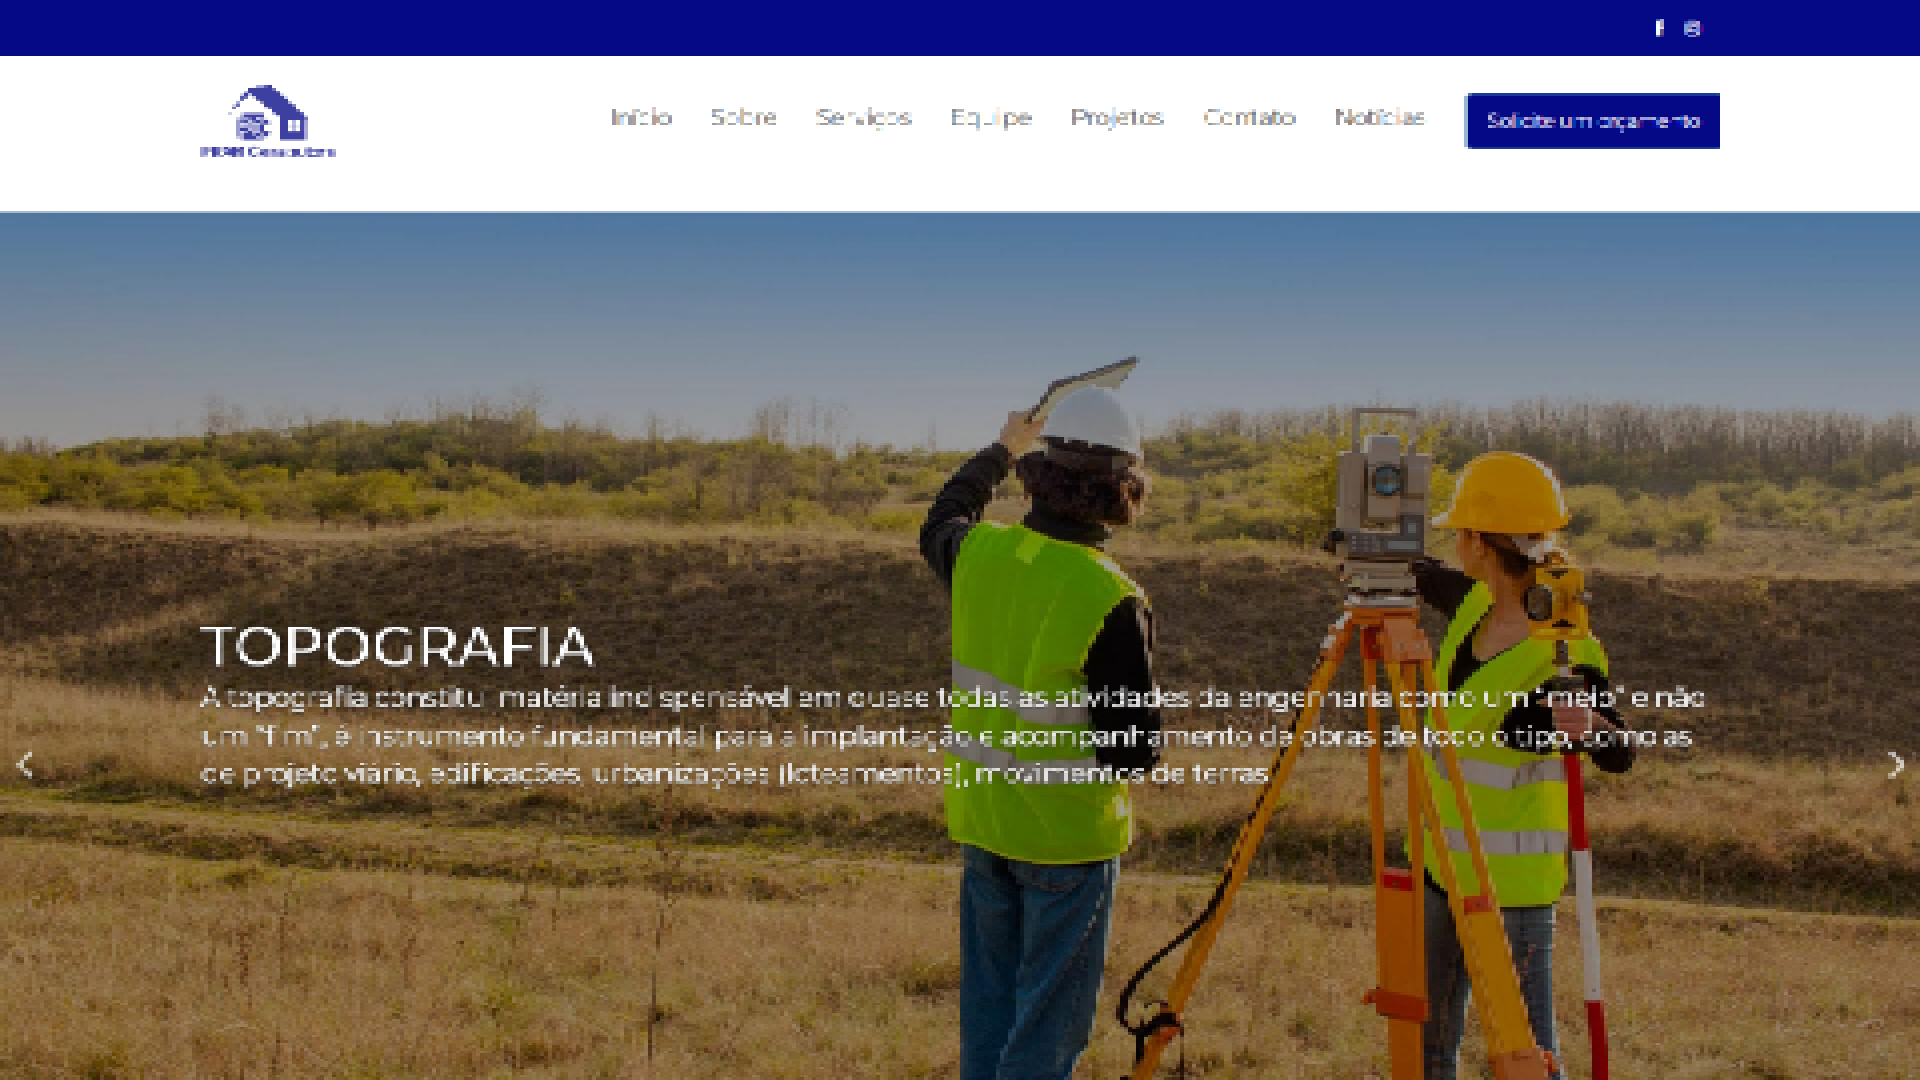 Início Sobre Serviços Equipe Projetos Contato Notícias Solicite um orçamento
TOPOGRAFIA
A topografia constitui matéria indispensável em quase todas as atividades da engenharia como um "meio" e não
um "fim", é instrumento fundamental para a implantação e acompanhamento de obras de todo o tipo, como as
de projeto viário, edificações, urbanizações (loteamentos), movimentos de terras.